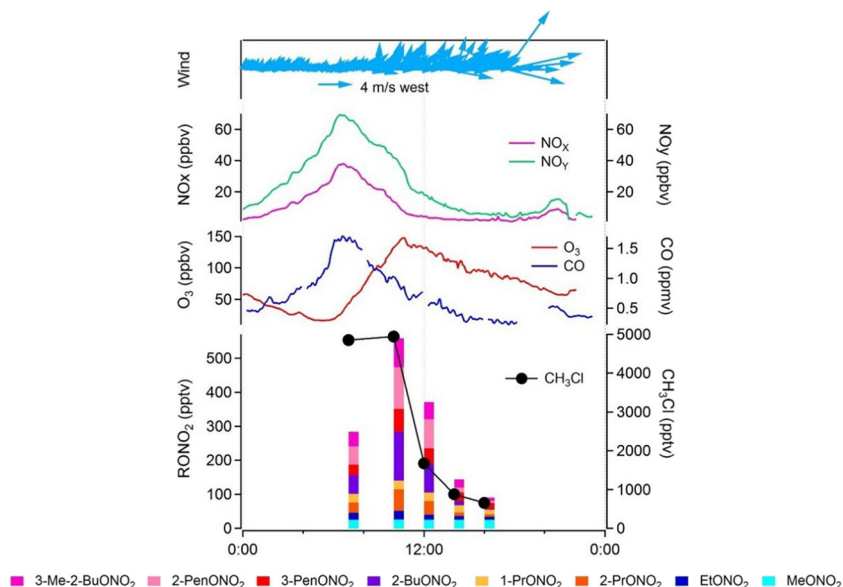 Wind
4 m/s west
NOx (ppbv)
60
40
20
NOX
NOY
60
40
20
NOy (ppbv)
O3 (ppbv)
150
100
50
O3
CO
1.5
1.0
0.5
CO (ppmv)
RONO2 (pptv)
500
400
300
200
100
0
CH3Cl
5000
4000
3000
2000
1000
0
CH3Cl (pptv)
0:00 12:00 0:00
3-Me-2-BuONO2 2-PenONO2 3-PenONO2 2-BuONO2 1-PrONO2 2-PrONO2 EtONO2 MeONO2